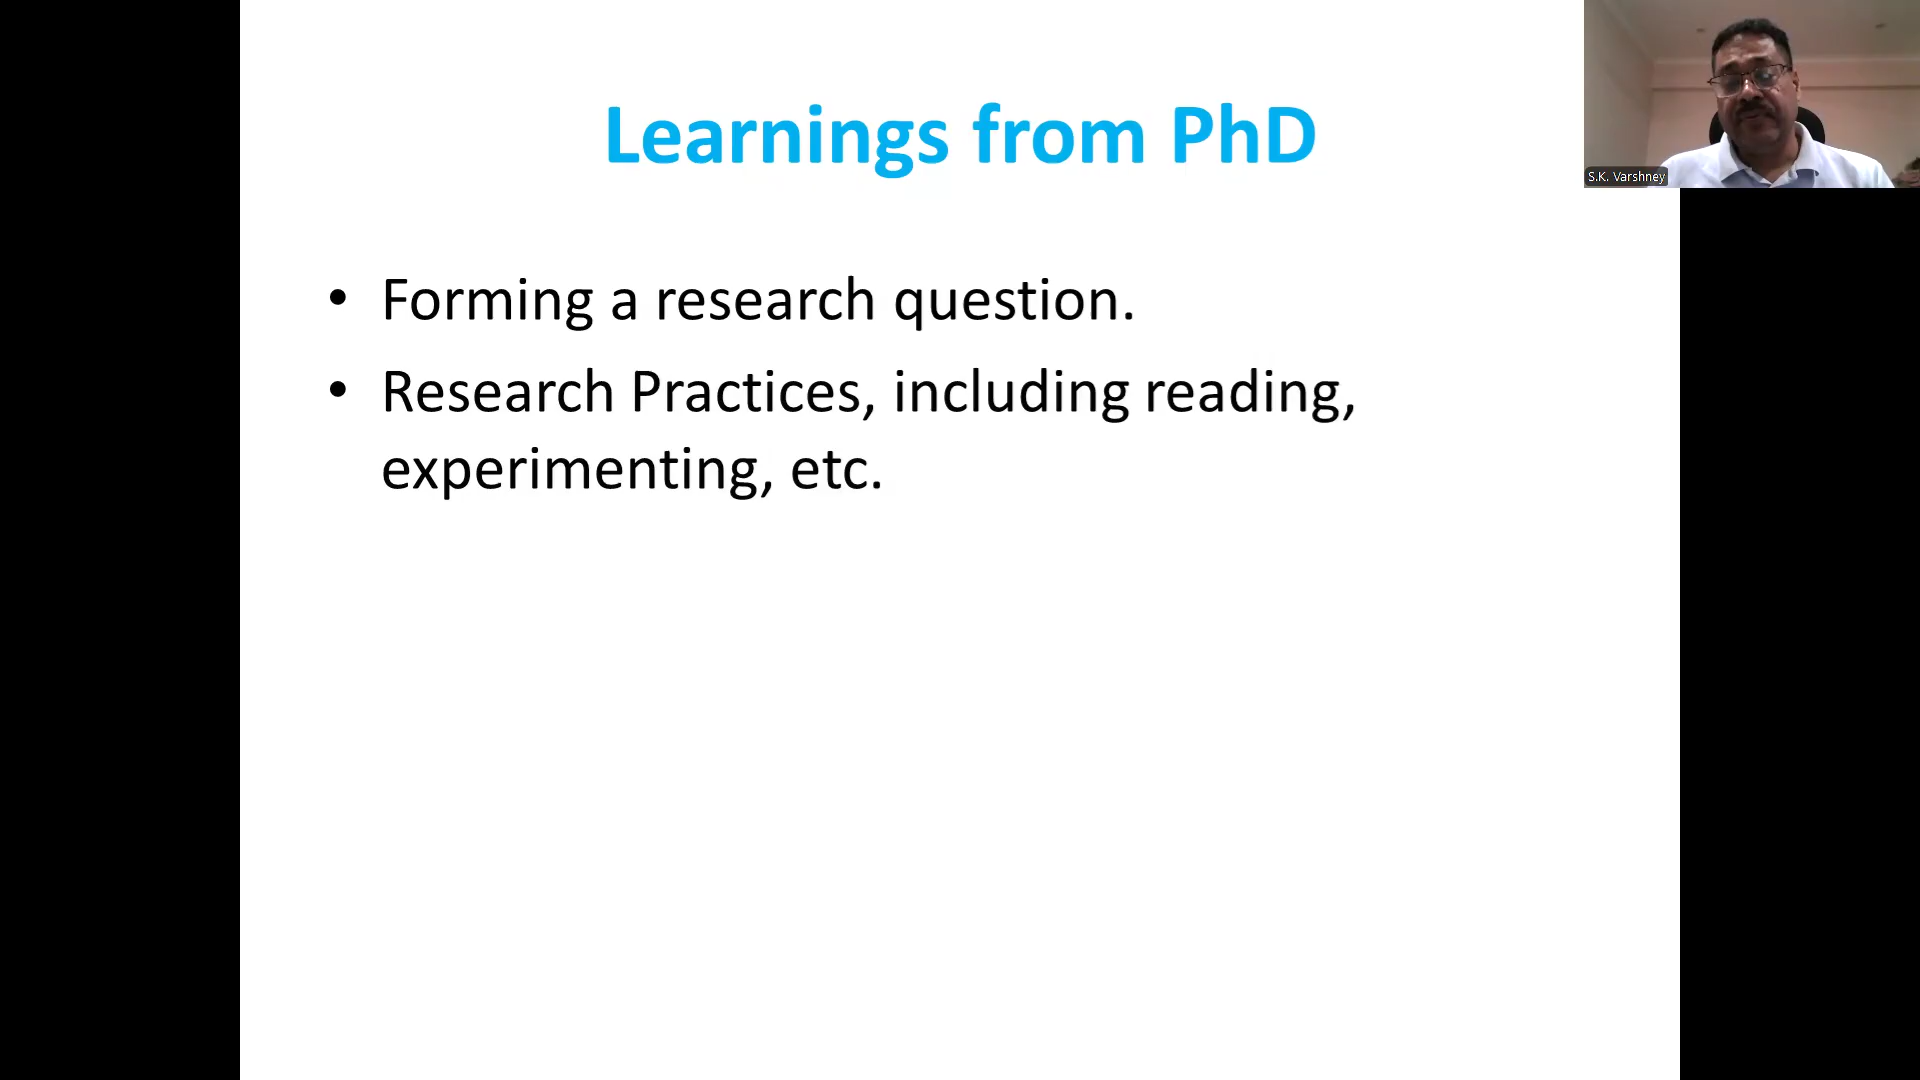 Learnings from PhD
S.K. Varshney
• Forming a research question.
• Research Practices, including reading,
experimenting, etc.